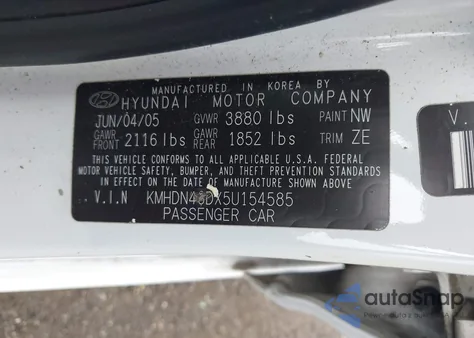 MANUFACTURED IN KOREA BY
HYUNDAI MOTOR COMPANY
JUN/04/05 GVWR 3880 lbs PAINT NW
GAWR FRONT 2116 lbs GAWR REAR 1852 lbs TRIM ZE
THIS VEHICLE CONFORMS TO ALL APPLICABLE U.S.A. FEDERAL
MOTOR VEHICLE SAFETY, BUMPER, AND THEFT PREVENTION STANDARDS
IN EFFECT ON THE DATE OF MANUFACTURE SHOWN ABOVE.
V.I.N
PASSENGER CAR
V.
autoSnap